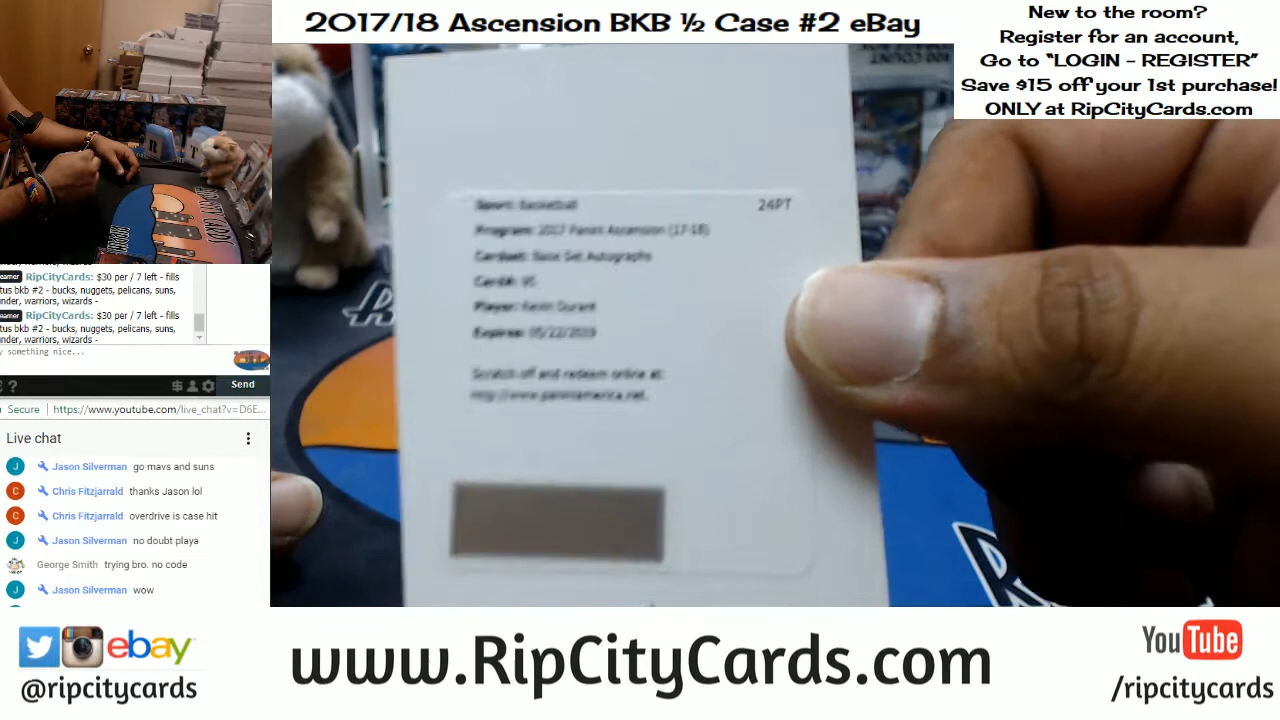 2017/18 Ascension BKB ½ Case #2 eBay
New to the room?
Register for an account,
Go to "LOGIN - REGISTER"
Save $15 off your 1st purchase!
ONLY at RipCityCards.com
Sport: Basketball
24PT
Program: 2017 Panini Ascension (17-18)
Cardset: Base Set Autographs
Card#: 95
Player: Kevin Durant
Expires: 05/22/2019
Scratch off and redeem online at:
http://www.paniniamerica.net.
RipCityCards: $30 per / 7 left - fills
tus bkb #2 - bucks, nuggets, pelicans, suns,
under, warriors, wizards -
RipCityCards: $30 per / 7 left - fills
tus bkb #2 - bucks, nuggets, pelicans, suns,
under, warriors, wizards -
y something nice...
?
$
Send
Secure
https://www.youtube.com/live_chat?v=D6E...
Live chat
J Jason Silverman go mavs and suns
C Chris Fitzjarrald thanks Jason lol
C Chris Fitzjarrald overdrive is case hit
J Jason Silverman no doubt playa
George Smith trying bro. no code
J Jason Silverman wow
ebay
@ripcitycards
www.RipCityCards.com
YouTube
/ripcitycards